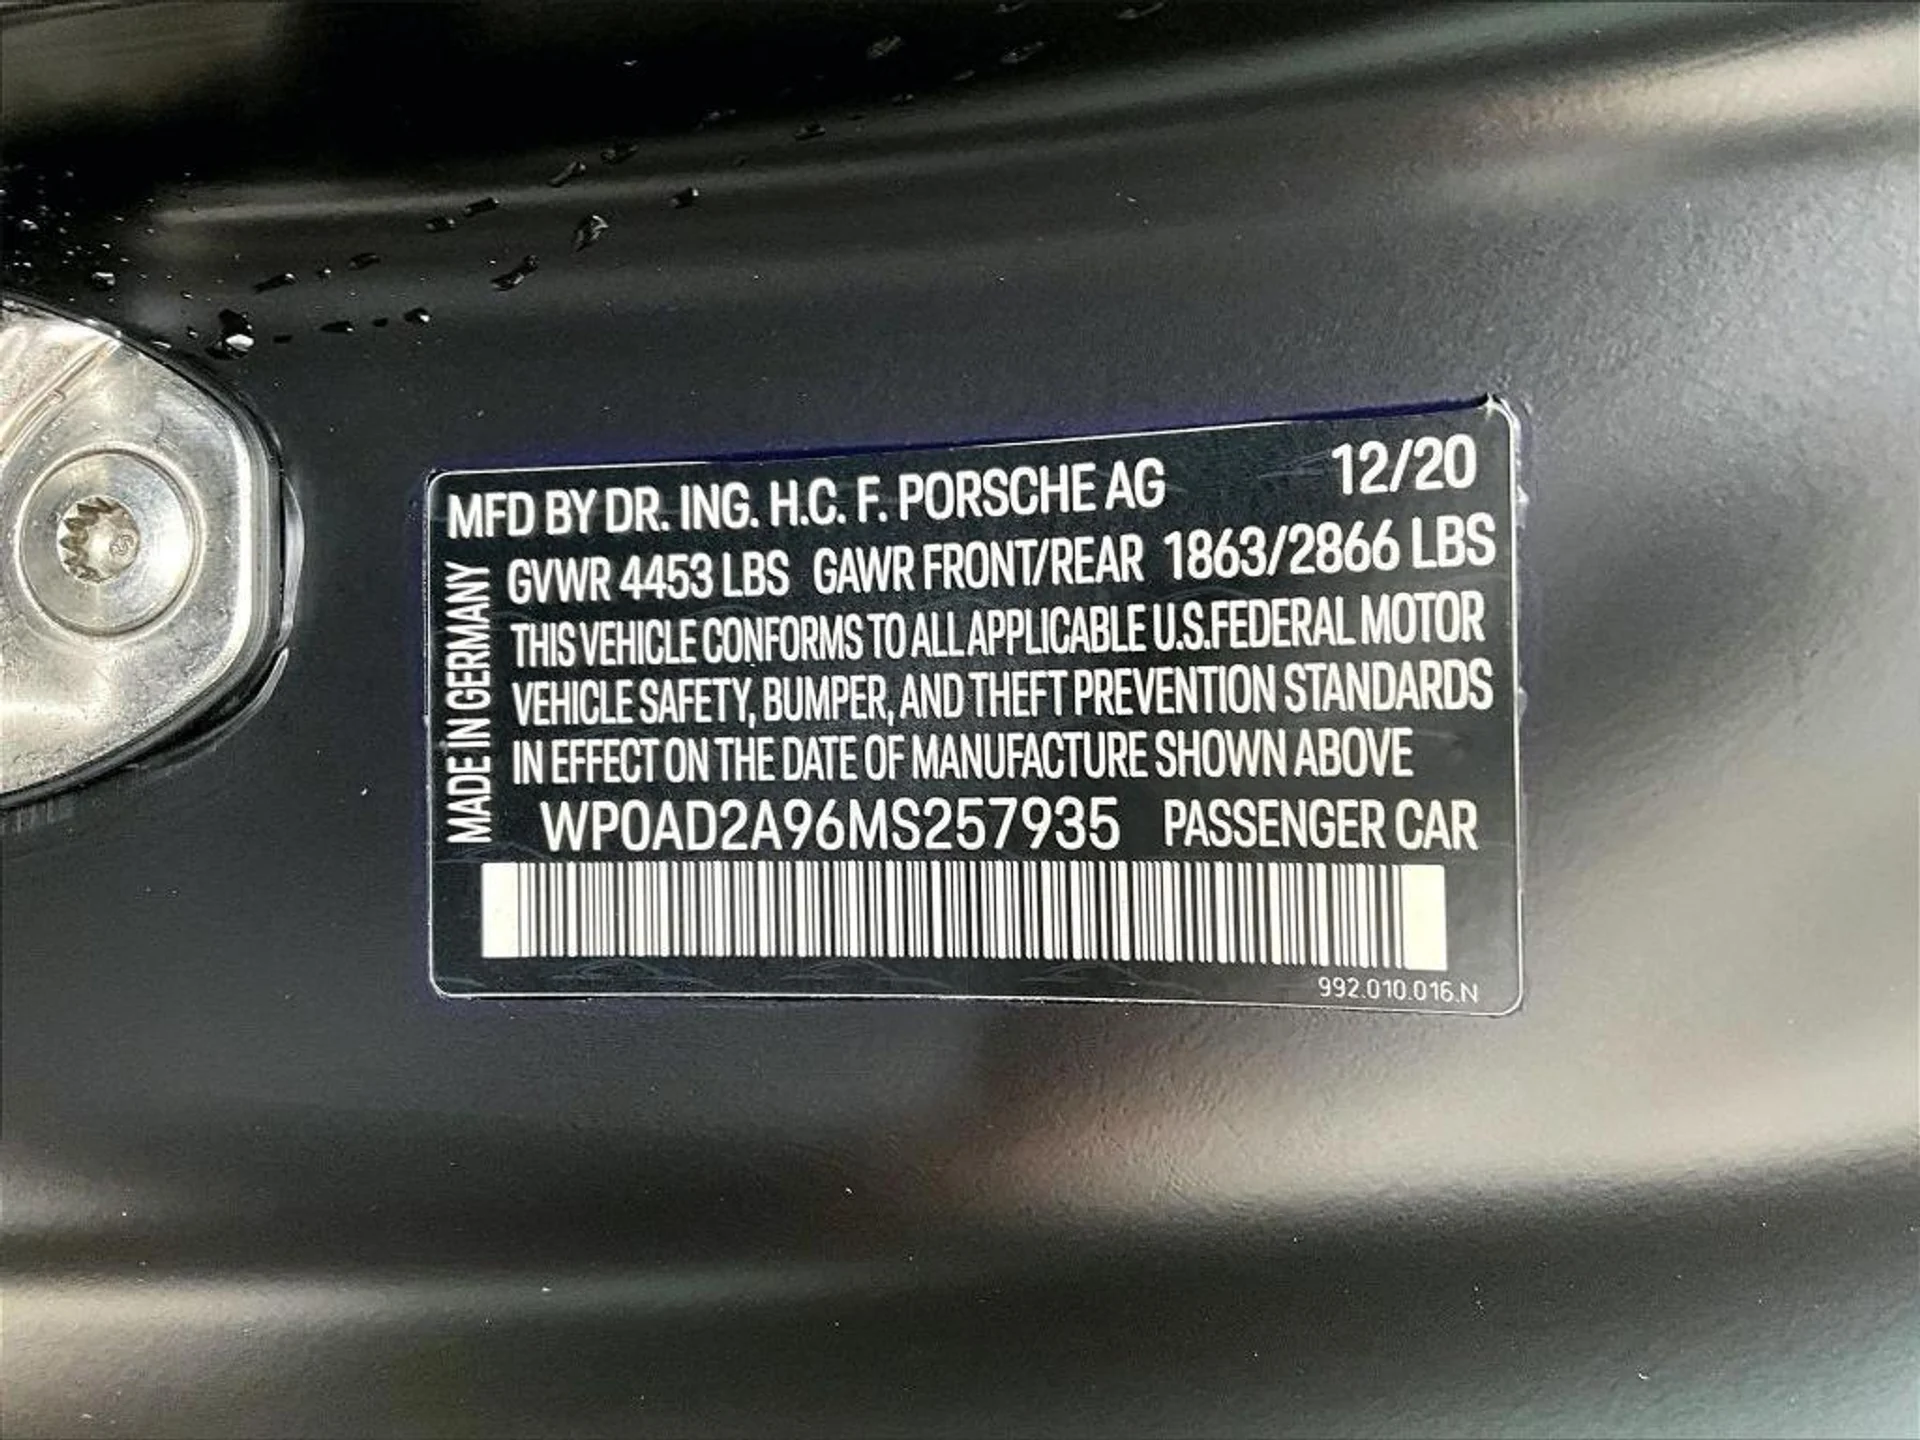 MFD BY DR. ING. H.C. F. PORSCHE AG 12/20
GVWR 4453 LBS GAWR FRONT/REAR 1863/2866 LBS
THIS VEHICLE CONFORMS TO ALL APPLICABLE U.S.FEDERAL MOTOR
VEHICLE SAFETY, BUMPER, AND THEFT PREVENTION STANDARDS
IN EFFECT ON THE DATE OF MANUFACTURE SHOWN ABOVE
WP0AD2A96MS257935 PASSENGER CAR
992.010.016.N
MADE IN GERMANY